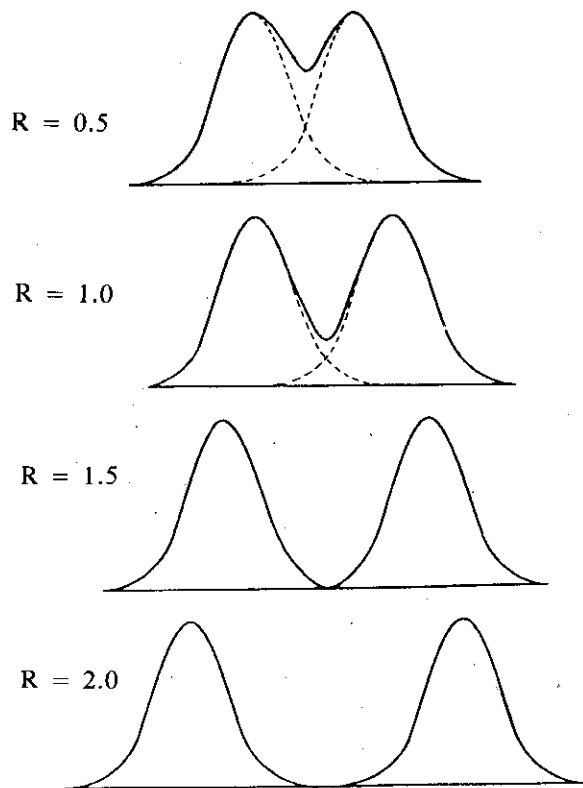 R = 0.5
R = 1.0
R = 1.5
R = 2.0